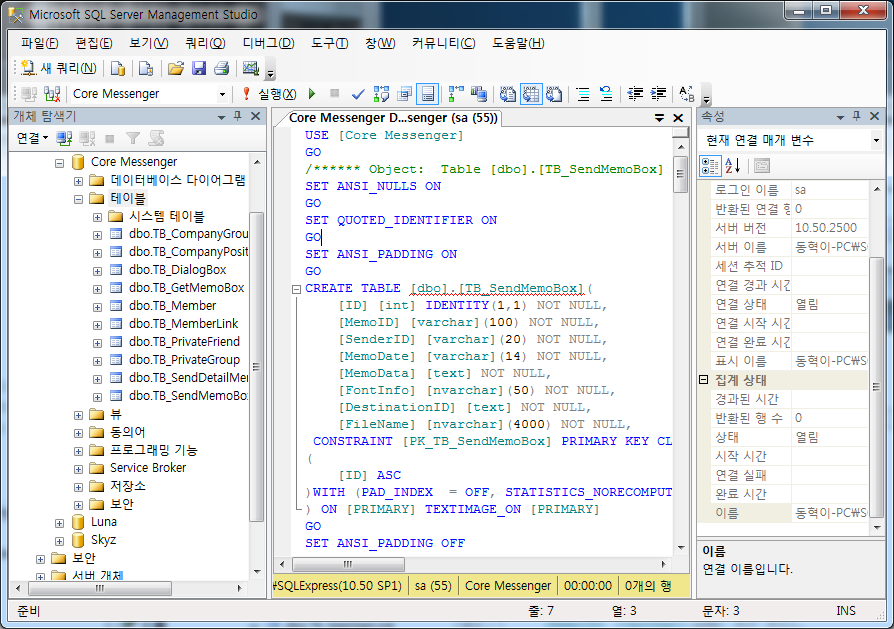 Microsoft SQL Server Management Studio
파일(F) 편집(E) 보기(V) 쿼리(Q) 디버그(D) 도구(T) 창(W) 커뮤니티(C) 도움말(H)
새 쿼리(N)
Core Messenger 실행(X)
개체 탐색기
연결
Core Messenger
데이터베이스 다이어그램
테이블
시스템 테이블
dbo.TB_CompanyGrou
dbo.TB_CompanyPosit
dbo.TB_DialogBox
dbo.TB_GetMemoBox
dbo.TB_Member
dbo.TB_MemberLink
dbo.TB_PrivateFriend
dbo.TB_PrivateGroup
dbo.TB_SendDetailMer
dbo.TB_SendMemoBo
뷰
동의어
프로그래밍 기능
Service Broker
저장소
보안
Luna
Skyz
보안
서버 개체
Core Messenger D...senger (sa (55))
USE [Core Messenger]
GO
/****** Object:  Table [dbo].[TB_SendMemoBox]
SET ANSI_NULLS ON
GO
SET QUOTED_IDENTIFIER ON
GO
SET ANSI_PADDING ON
GO
CREATE TABLE [dbo].[TB_SendMemoBox](
[ID] [int] IDENTITY(1,1) NOT NULL,
[MemoID] [varchar](100) NOT NULL,
[SenderID] [varchar](20) NOT NULL,
[MemoDate] [varchar](14) NOT NULL,
[MemoData] [text] NOT NULL,
[FontInfo] [nvarchar](50) NOT NULL,
[DestinationID] [text] NOT NULL,
[FileName] [nvarchar](4000) NOT NULL,
CONSTRAINT [PK_TB_SendMemoBox] PRIMARY KEY CL
(
[ID] ASC
)WITH (PAD_INDEX  = OFF, STATISTICS_NORECOMPUT
) ON [PRIMARY] TEXTIMAGE_ON [PRIMARY]
GO
SET ANSI_PADDING OFF
\SQLExpress(10.50 SP1) sa (55) Core Messenger 00:00:00 0개의 행
속성
현재 연결 매개 변수
로그인 이름 sa
반환된 연결 행 0
서버 버전 10.50.2500
서버 이름 동혁이-PC\S
세션 추적 ID
연결 경과 시간
연결 상태 열림
연결 시작 시간
연결 완료 시간
표시 이름 동혁이-PC\S
집계 상태
경과된 시간
반환된 행 수 0
상태 열림
시작 시간
연결 실패
완료 시간
이름 동혁이-PC\S
이름
연결 이름입니다.
준비 줄: 7 열: 3 문자: 3 INS